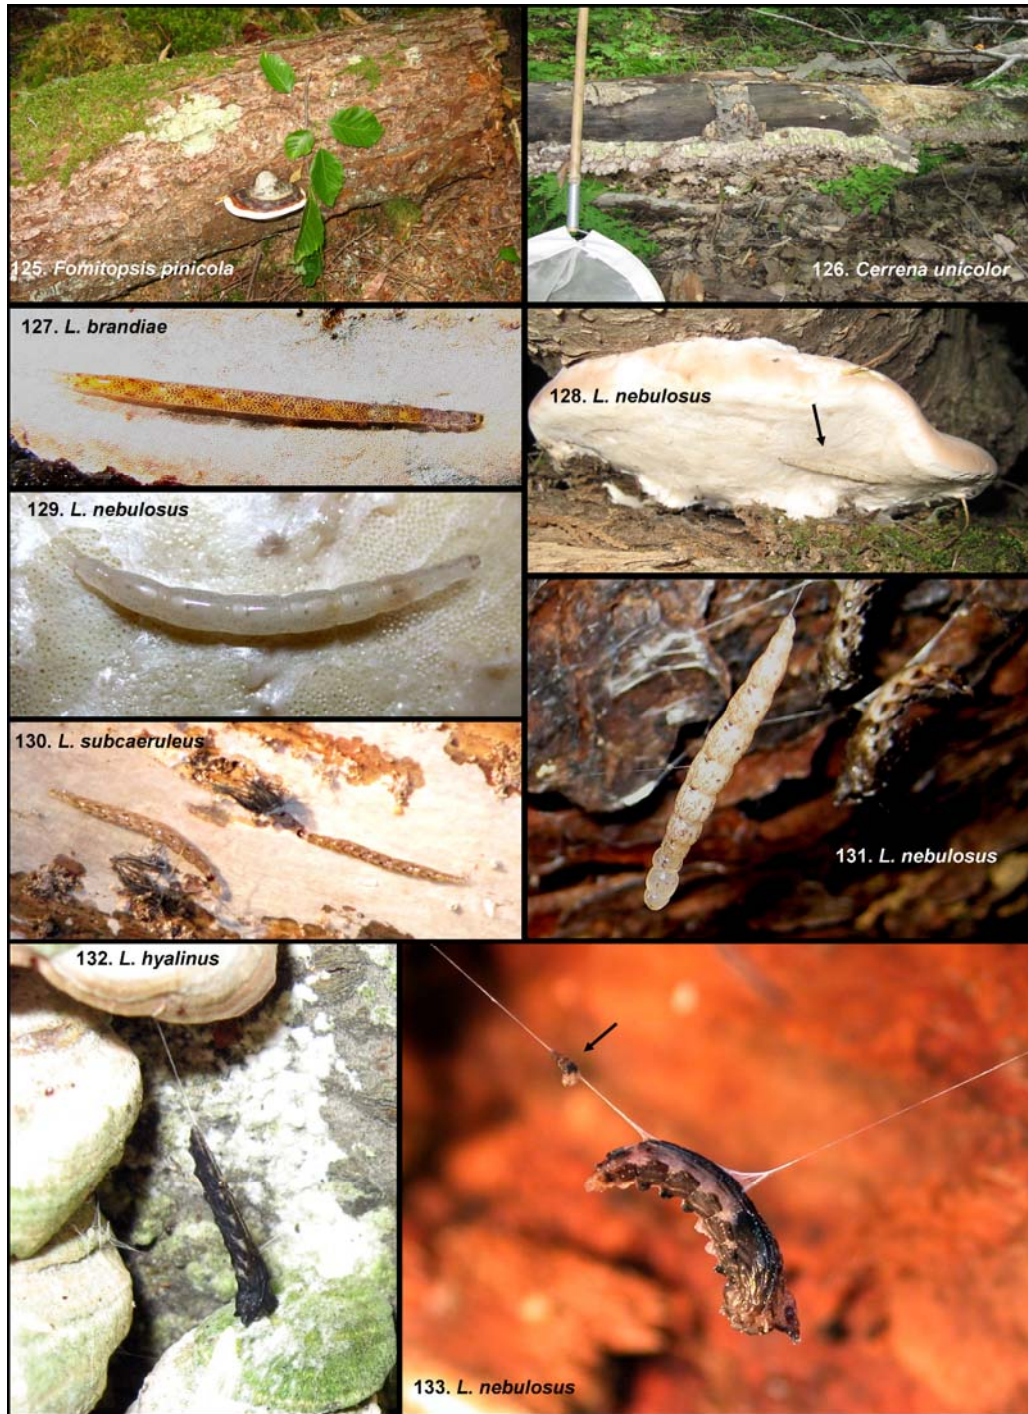 125. Fomitopsis pinicola
126. Cerrena unicolor
127. L. brandiae
128. L. nebulosus
129. L. nebulosus
130. L. subcaeruleus
131. L. nebulosus
132. L. hyalinus
133. L. nebulosus